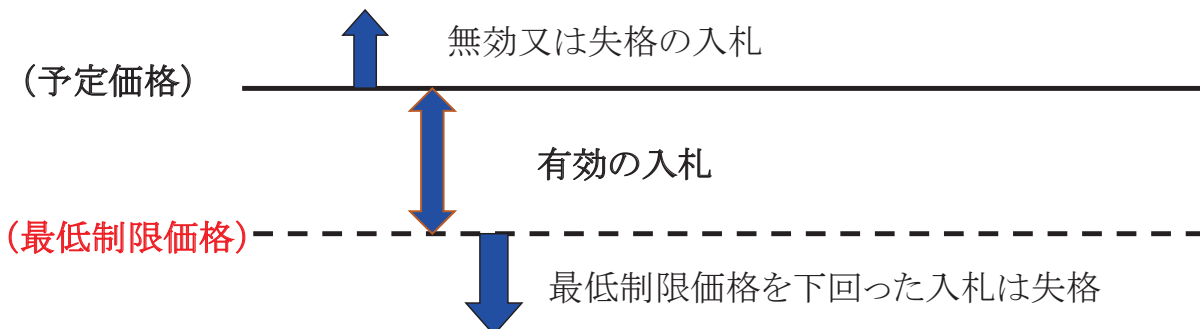 無効又は失格の入札
(予定価格)
有効の入札
(最低制限価格)
最低制限価格を下回った入札は失格